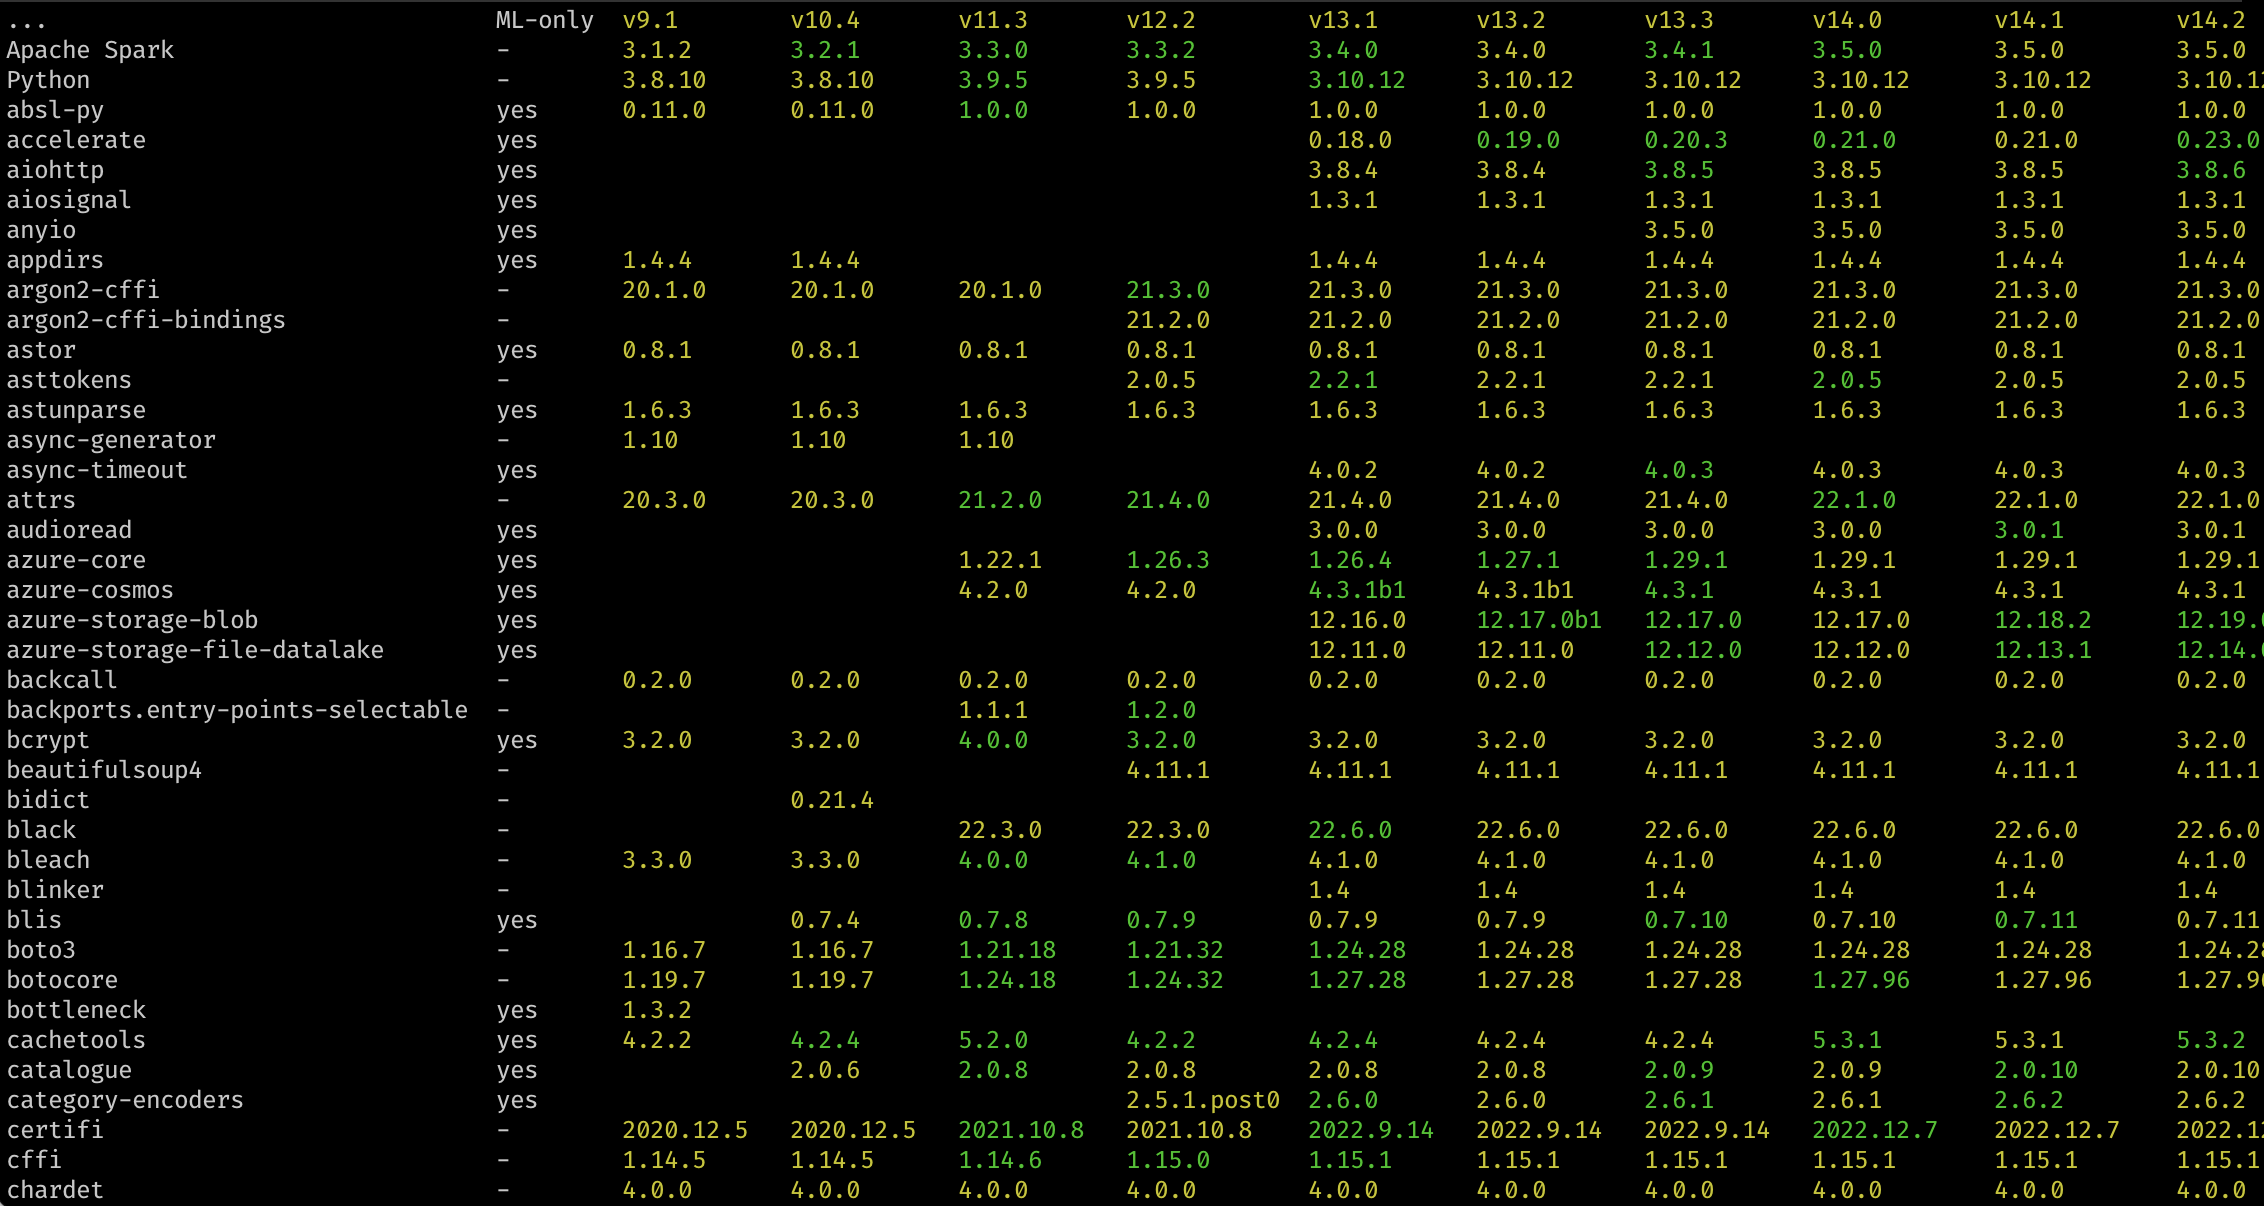 ... ML-only v9.1 v10.4 v11.3 v12.2 v13.1 v13.2 v13.3 v14.0 v14.1 v14.2
Apache Spark - 3.1.2 3.2.1 3.3.0 3.3.2 3.4.0 3.4.0 3.4.1 3.5.0 3.5.0 3.5.0
Python - 3.8.10 3.8.10 3.9.5 3.9.5 3.10.12 3.10.12 3.10.12 3.10.12 3.10.12 3.10.12
absl-py yes 0.11.0 0.11.0 1.0.0 1.0.0 1.0.0 1.0.0 1.0.0 1.0.0 1.0.0 1.0.0
accelerate yes 0.18.0 0.19.0 0.20.3 0.21.0 0.21.0 0.23.0
aiohttp yes 3.8.4 3.8.4 3.8.5 3.8.5 3.8.5 3.8.6
aiosignal yes 1.3.1 1.3.1 1.3.1 1.3.1 1.3.1 1.3.1
anyio yes 3.5.0 3.5.0 3.5.0 3.5.0
appdirs yes 1.4.4 1.4.4 1.4.4 1.4.4 1.4.4 1.4.4 1.4.4 1.4.4
argon2-cffi - 20.1.0 20.1.0 20.1.0 21.3.0 21.3.0 21.3.0 21.3.0 21.3.0 21.3.0 21.3.0
argon2-cffi-bindings - 21.2.0 21.2.0 21.2.0 21.2.0 21.2.0 21.2.0 21.2.0
astor yes 0.8.1 0.8.1 0.8.1 0.8.1 0.8.1 0.8.1 0.8.1 0.8.1 0.8.1 0.8.1
asttokens - 2.0.5 2.2.1 2.2.1 2.2.1 2.0.5 2.0.5 2.0.5
astunparse yes 1.6.3 1.6.3 1.6.3 1.6.3 1.6.3 1.6.3 1.6.3 1.6.3 1.6.3 1.6.3
async-generator - 1.10 1.10 1.10
async-timeout yes 4.0.2 4.0.2 4.0.3 4.0.3 4.0.3 4.0.3
attrs - 20.3.0 20.3.0 21.2.0 21.4.0 21.4.0 21.4.0 21.4.0 22.1.0 22.1.0 22.1.0
audioread yes 3.0.0 3.0.0 3.0.0 3.0.0 3.0.1 3.0.1
azure-core yes 1.22.1 1.26.3 1.26.4 1.27.1 1.29.1 1.29.1 1.29.1 1.29.1
azure-cosmos yes 4.2.0 4.2.0 4.3.1b1 4.3.1b1 4.3.1 4.3.1 4.3.1 4.3.1
azure-storage-blob yes 12.16.0 12.17.0b1 12.17.0 12.17.0 12.18.2 12.19.
azure-storage-file-datalake yes 12.11.0 12.11.0 12.12.0 12.12.0 12.13.1 12.14.
backcall - 0.2.0 0.2.0 0.2.0 0.2.0 0.2.0 0.2.0 0.2.0 0.2.0 0.2.0 0.2.0
backports.entry-points-selectable - 1.1.1 1.2.0
bcrypt yes 3.2.0 3.2.0 4.0.0 3.2.0 3.2.0 3.2.0 3.2.0 3.2.0 3.2.0 3.2.0
beautifulsoup4 - 4.11.1 4.11.1 4.11.1 4.11.1 4.11.1 4.11.1 4.11.1
bidict - 0.21.4
black - 22.3.0 22.3.0 22.6.0 22.6.0 22.6.0 22.6.0 22.6.0 22.6.0
bleach - 3.3.0 3.3.0 4.0.0 4.1.0 4.1.0 4.1.0 4.1.0 4.1.0 4.1.0 4.1.0
blinker - 1.4 1.4 1.4 1.4 1.4 1.4
blis yes 0.7.4 0.7.8 0.7.9 0.7.9 0.7.9 0.7.10 0.7.10 0.7.11 0.7.11
boto3 - 1.16.7 1.16.7 1.21.18 1.21.32 1.24.28 1.24.28 1.24.28 1.24.28 1.24.28 1.24.28
botocore - 1.19.7 1.19.7 1.24.18 1.24.32 1.27.28 1.27.28 1.27.28 1.27.96 1.27.96 1.27.96
bottleneck yes 1.3.2
cachetools yes 4.2.2 4.2.4 5.2.0 4.2.2 4.2.4 4.2.4 4.2.4 5.3.1 5.3.1 5.3.2
catalogue yes 2.0.6 2.0.8 2.0.8 2.0.8 2.0.8 2.0.9 2.0.9 2.0.10 2.0.10
category-encoders yes 2.5.1.post0 2.6.0 2.6.0 2.6.1 2.6.1 2.6.2 2.6.2
certifi - 2020.12.5 2020.12.5 2021.10.8 2021.10.8 2022.9.14 2022.9.14 2022.9.14 2022.12.7 2022.12.7 2022.12
cffi - 1.14.5 1.14.5 1.14.6 1.15.0 1.15.1 1.15.1 1.15.1 1.15.1 1.15.1 1.15.1
chardet - 4.0.0 4.0.0 4.0.0 4.0.0 4.0.0 4.0.0 4.0.0 4.0.0 4.0.0 4.0.0